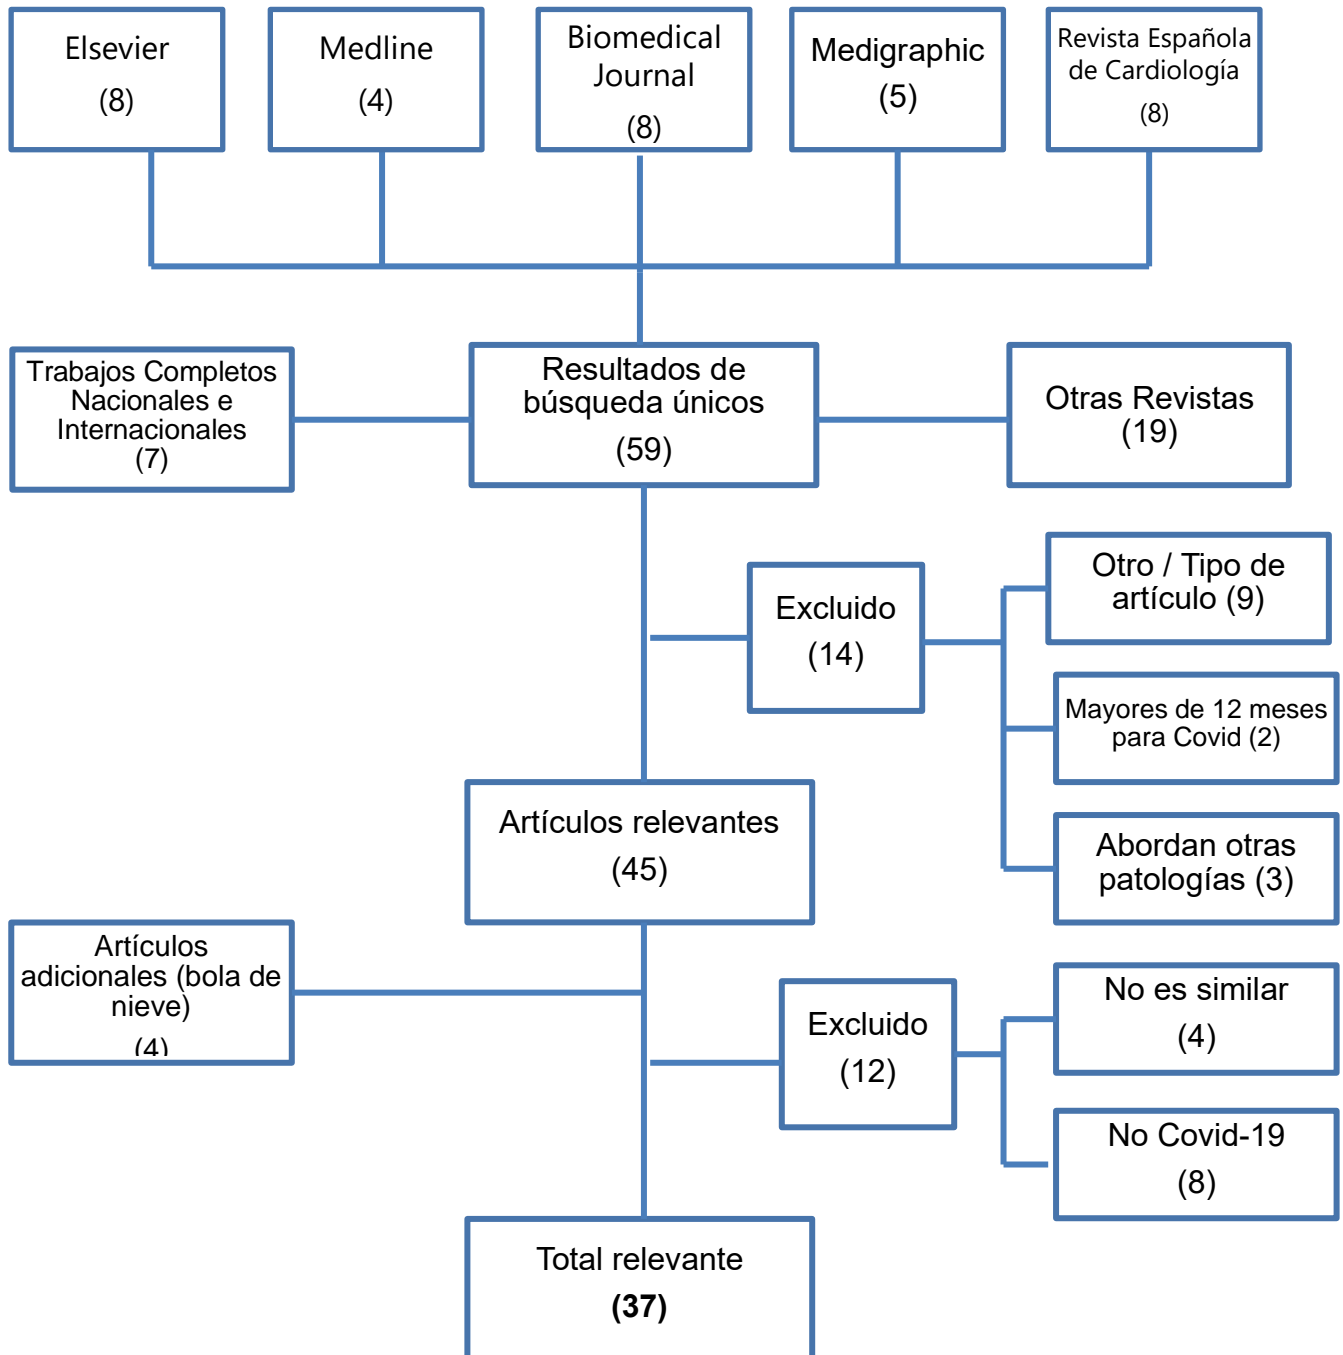 Elsevier
(8)
Medline
(4)
Biomedical
Journal
(8)
Medigraphic
(5)
Revista Española
de Cardiología
(8)
Trabajos Completos
Nacionales e
Internacionales
(7)
Resultados de
búsqueda únicos
(59)
Otras Revistas
(19)
Excluido
(14)
Otro / Tipo de
artículo (9)
Mayores de 12 meses
para Covid (2)
Abordan otras
patologías (3)
Artículos relevantes
(45)
Artículos
adicionales (bola de
nieve)
(4)
Excluido
(12)
No es similar
(4)
No Covid-19
(8)
Total relevante
(37)